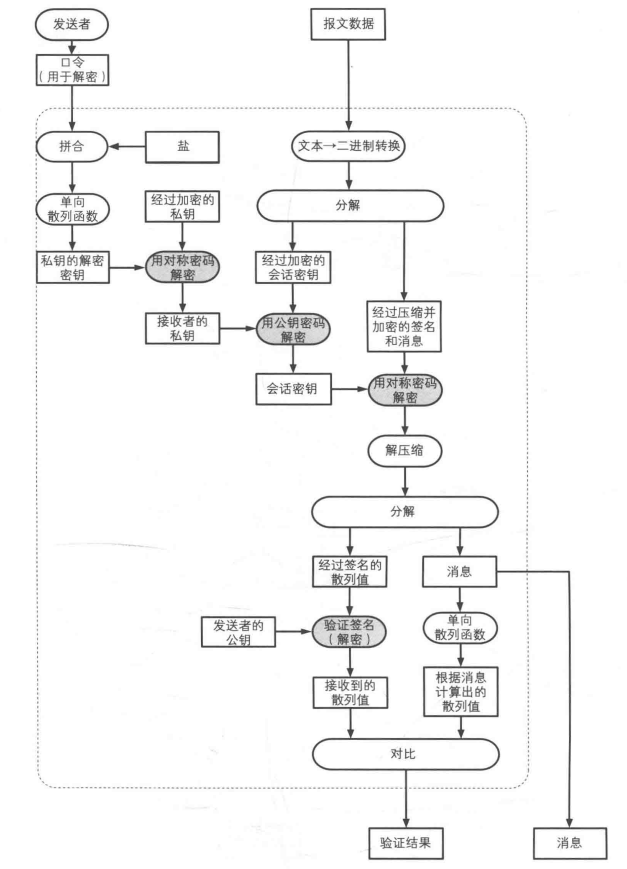 发送者
报文数据
口令
（用于解密）
拼合
盐
文本→二进制转换
单向
散列函数
经过加密的
私钥
分解
私钥的解密
密钥
用对称密码
解密
经过加密的
会话密钥
接收者的
私钥
用公钥密码
解密
经过压缩并
加密的签名
和消息
会话密钥
用对称密码
解密
解压缩
分解
经过签名的
散列值
消息
发送者的
公钥
验证签名
（解密）
单向
散列函数
接收到的
散列值
根据消息
计算出的
散列值
对比
验证结果
消息